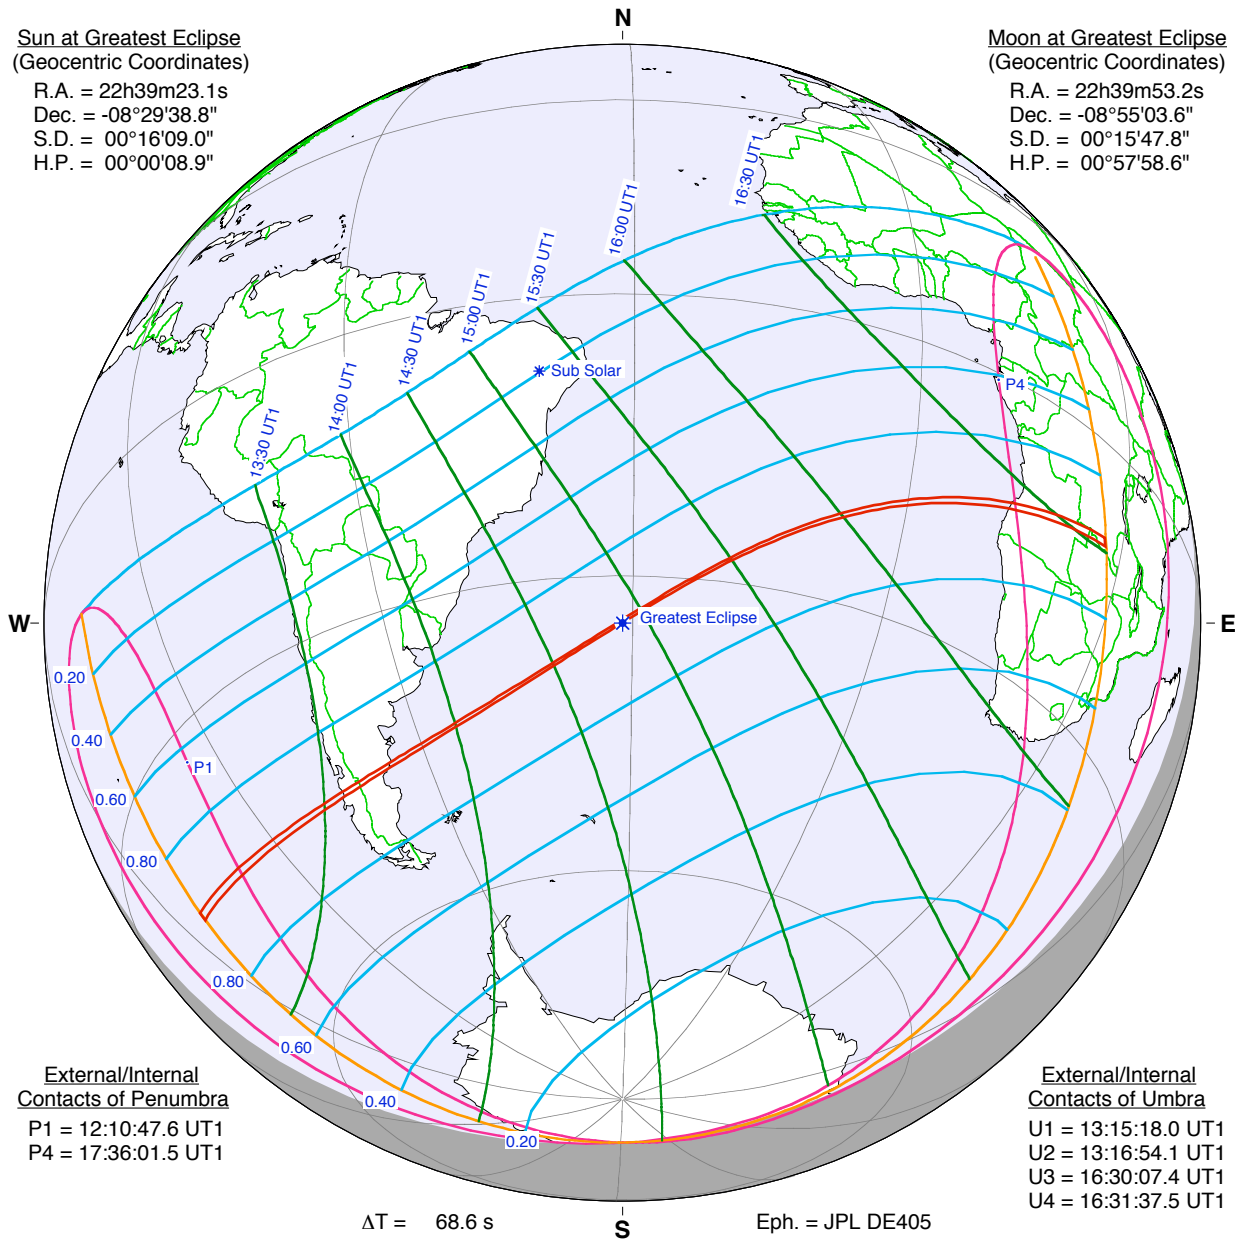 N
Sun at Greatest Eclipse
(Geocentric Coordinates)
R.A. = 22h39m23.1s
Dec. = -08°29'38.8"
S.D. = 00°16'09.0"
H.P. = 00°00'08.9"
Moon at Greatest Eclipse
(Geocentric Coordinates)
R.A. = 22h39m53.2s
Dec. = -08°55'03.6"
S.D. = 00°15'47.8"
H.P. = 00°57'58.6"
13:30 UT1
14:00 UT1
14:30 UT1
15:00 UT1
15:30 UT1
16:00 UT1
16:30 UT1
Sub Solar
P4
Greatest Eclipse
W
E
0.20
0.40
P1
0.60
0.80
0.80
0.60
0.40
0.20
External/Internal
Contacts of Penumbra
P1 = 12:10:47.6 UT1
P4 = 17:36:01.5 UT1
External/Internal
Contacts of Umbra
U1 = 13:15:18.0 UT1
U2 = 13:16:54.1 UT1
U3 = 16:30:07.4 UT1
U4 = 16:31:37.5 UT1
ΔT = 68.6 s
S
Eph. = JPL DE405